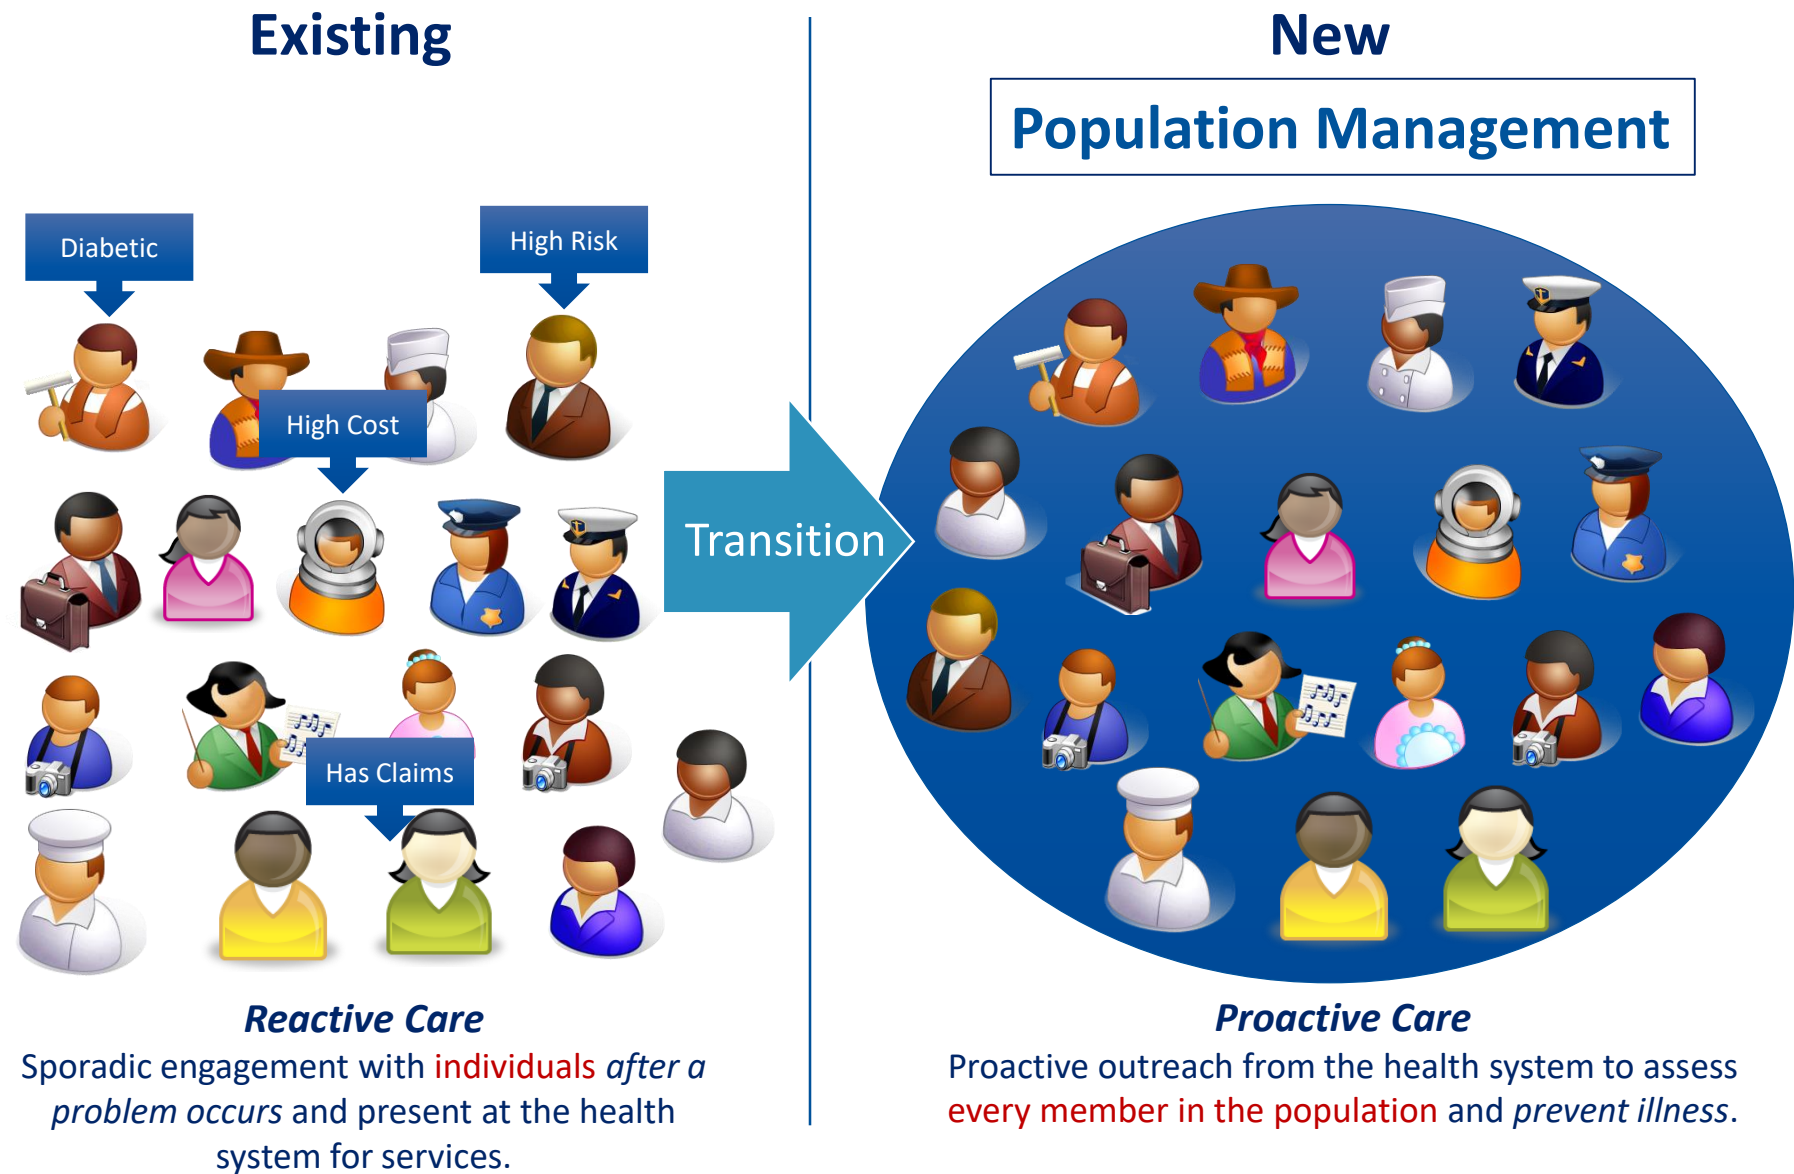 Existing
Diabetic
High Risk
High Cost
Has Claims
Reactive Care
Sporadic engagement with individuals after a
problem occurs and present at the health
system for services.
Transition
New
Population Management
Proactive Care
Proactive outreach from the health system to assess
every member in the population and prevent illness.